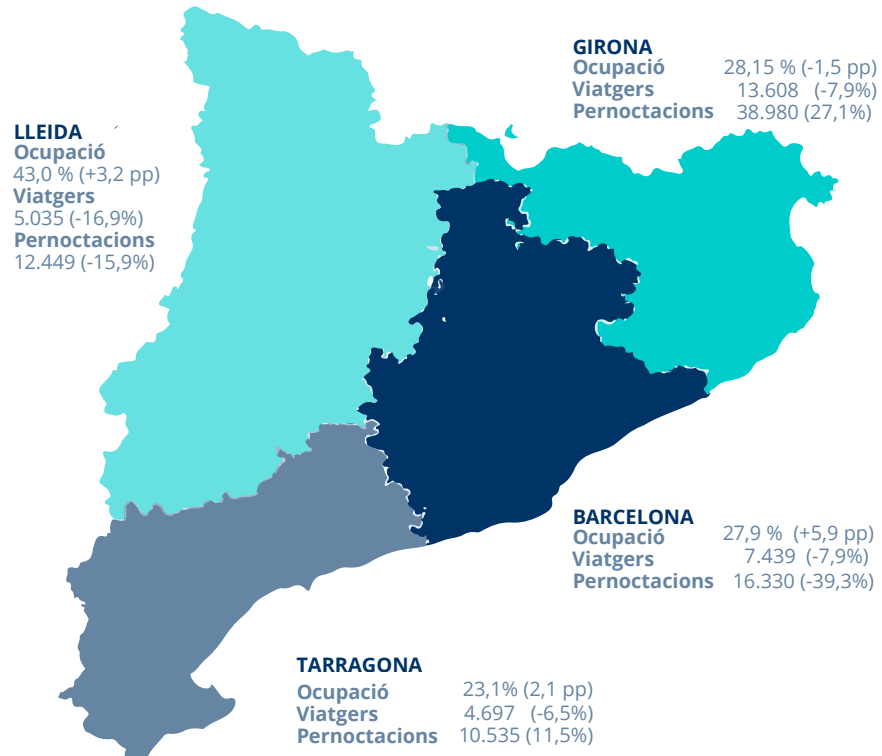 GIRONA
Ocupació 28,15 % (-1,5 pp)
Viatgers 13.608 (-7,9%)
Pernoctacions 38.980 (27,1%)
LLEIDA
Ocupació
43,0 % (+3,2 pp)
Viatgers
5.035 (-16,9%)
Pernoctacions
12.449 (-15,9%)
BARCELONA
Ocupació 27,9 % (+5,9 pp)
Viatgers 7.439 (-7,9%)
Pernoctacions 16.330 (-39,3%)
TARRAGONA
Ocupació 23,1% (2,1 pp)
Viatgers 4.697 (-6,5%)
Pernoctacions 10.535 (11,5%)